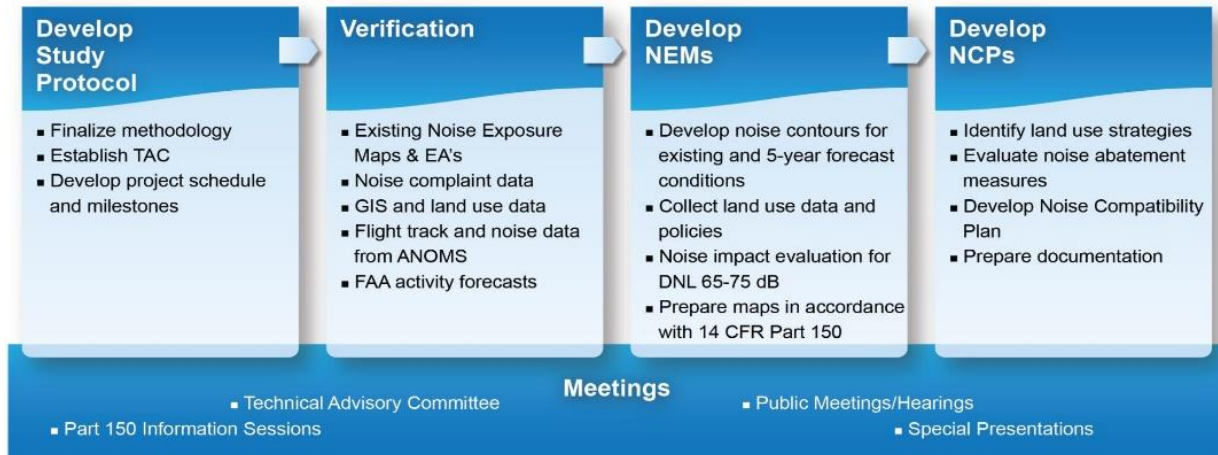 Develop
Study
Protocol
▪ Finalize methodology
▪ Establish TAC
▪ Develop project schedule
and milestones
Verification
▪ Existing Noise Exposure
Maps & EA's
▪ Noise complaint data
▪ GIS and land use data
▪ Flight track and noise data
from ANOMS
▪ FAA activity forecasts
Develop
NEMs
▪ Develop noise contours for
existing and 5-year forecast
conditions
▪ Collect land use data and
policies
▪ Noise impact evaluation for
DNL 65-75 dB
▪ Prepare maps in accordance
with 14 CFR Part 150
Develop
NCPs
▪ Identify land use strategies
▪ Evaluate noise abatement
measures
▪ Develop Noise Compatibility
Plan
▪ Prepare documentation
Meetings
▪ Technical Advisory Committee
▪ Part 150 Information Sessions
▪ Public Meetings/Hearings
▪ Special Presentations